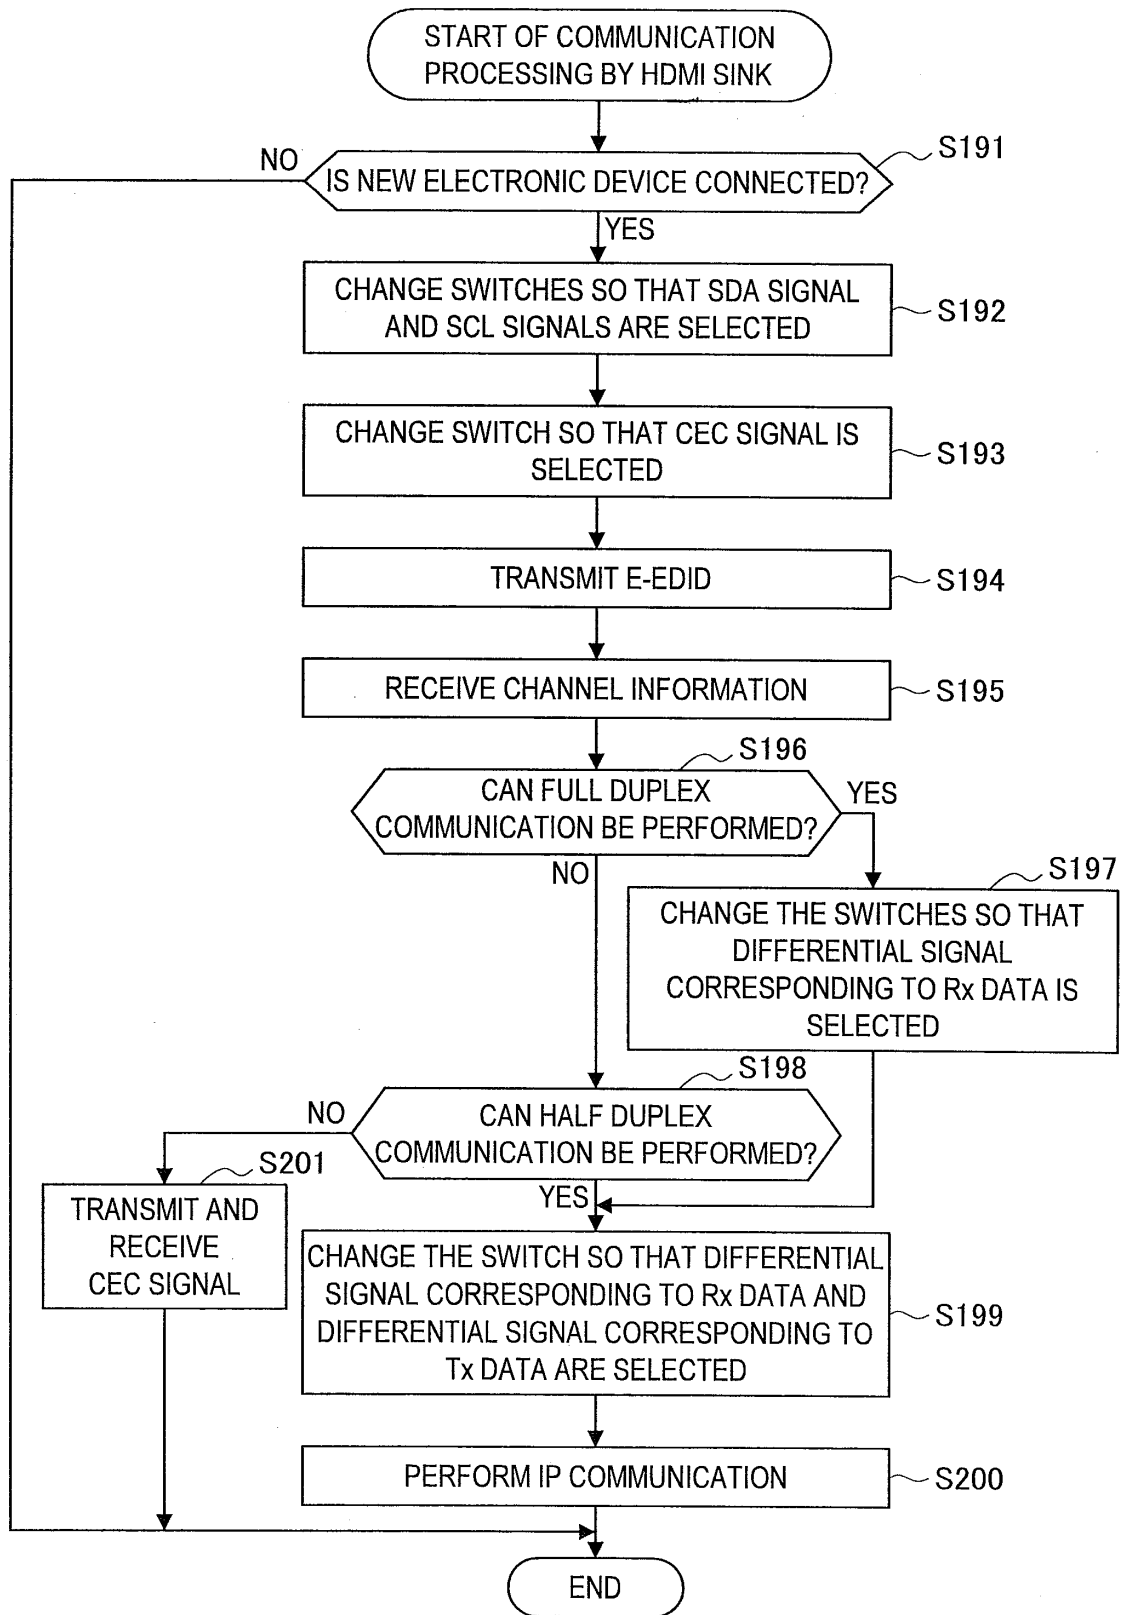 START OF COMMUNICATION
PROCESSING BY HDMI SINK
S191
NO
IS NEW ELECTRONIC DEVICE CONNECTED?
YES
CHANGE SWITCHES SO THAT SDA SIGNAL
AND SCL SIGNALS ARE SELECTED
S192
CHANGE SWITCH SO THAT CEC SIGNAL IS
SELECTED
S193
TRANSMIT E-EDID
S194
RECEIVE CHANNEL INFORMATION
S195
S196
CAN FULL DUPLEX
COMMUNICATION BE PERFORMED?
YES
NO
S197
CHANGE THE SWITCHES SO THAT
DIFFERENTIAL SIGNAL
CORRESPONDING TO Rx DATA IS
SELECTED
S198
NO
CAN HALF DUPLEX
COMMUNICATION BE PERFORMED?
YES
S201
TRANSMIT AND
RECEIVE
CEC SIGNAL
CHANGE THE SWITCH SO THAT DIFFERENTIAL
SIGNAL CORRESPONDING TO Rx DATA AND
DIFFERENTIAL SIGNAL CORRESPONDING TO
Tx DATA ARE SELECTED
S199
PERFORM IP COMMUNICATION
S200
END